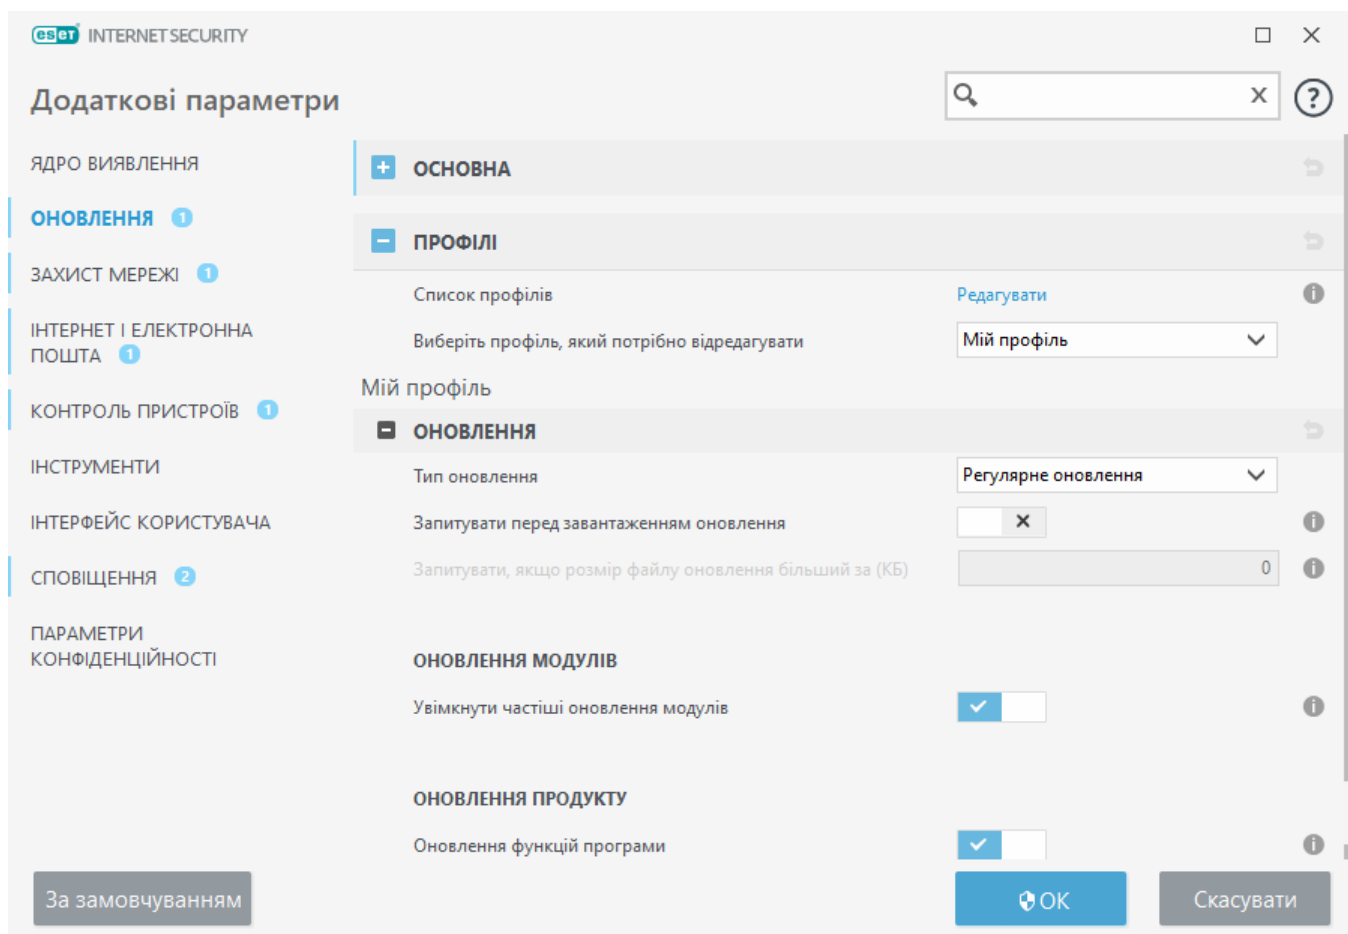 eset INTERNET SECURITY
Додаткові параметри
x
?
ЯДРО ВИЯВЛЕННЯ
ОНОВЛЕННЯ 1
ЗАХИСТ МЕРЕЖІ 1
ІНТЕРНЕТ І ЕЛЕКТРОННА
ПОШТА 1
КОНТРОЛЬ ПРИСТРОЇВ 1
ІНСТРУМЕНТИ
ІНТЕРФЕЙС КОРИСТУВАЧА
СПОВІЩЕННЯ 2
ПАРАМЕТРИ
КОНФІДЕНЦІЙНОСТІ
ОСНОВНА
ПРОФІЛІ
Список профілів Редагувати
Виберіть профіль, який потрібно відредагувати Мій профіль
Мій профіль
ОНОВЛЕННЯ
Тип оновлення Регулярне оновлення
Запитувати перед завантаженням оновлення
Запитувати, якщо розмір файлу оновлення більший за (КБ) 0
ОНОВЛЕННЯ МОДУЛІВ
Увімкнути частіші оновлення модулів
ОНОВЛЕННЯ ПРОДУКТУ
Оновлення функцій програми
За замовчуванням
OK
Скасувати